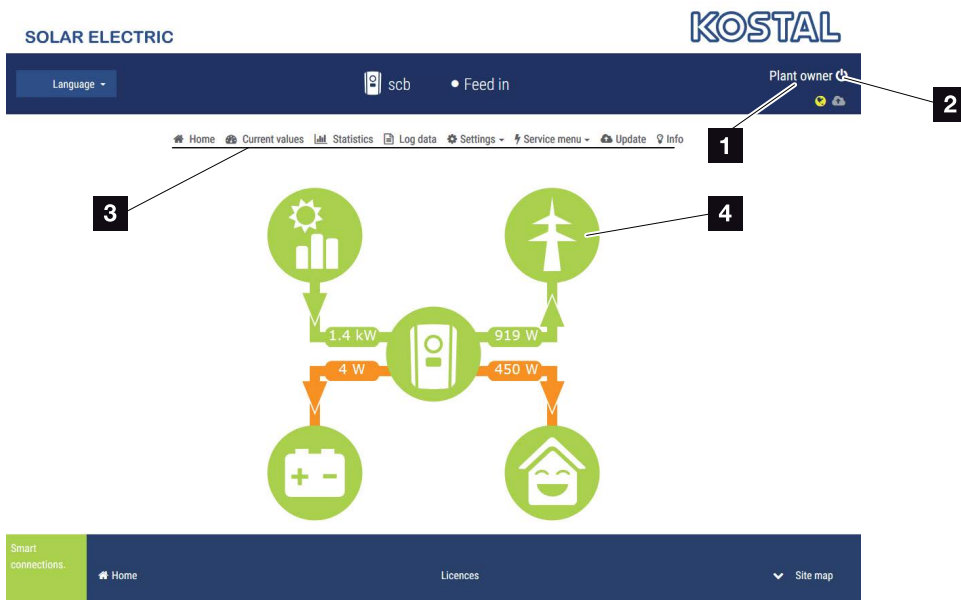 SOLAR ELECTRIC
KOSTAL
Language
scb
Feed in
Plant owner
2
1
Home Current values Statistics Log data Settings Service menu Update Info
3
4
1.4 kW
919 W
4 W
450 W
Smart
connections.
Home
Licences
Site map